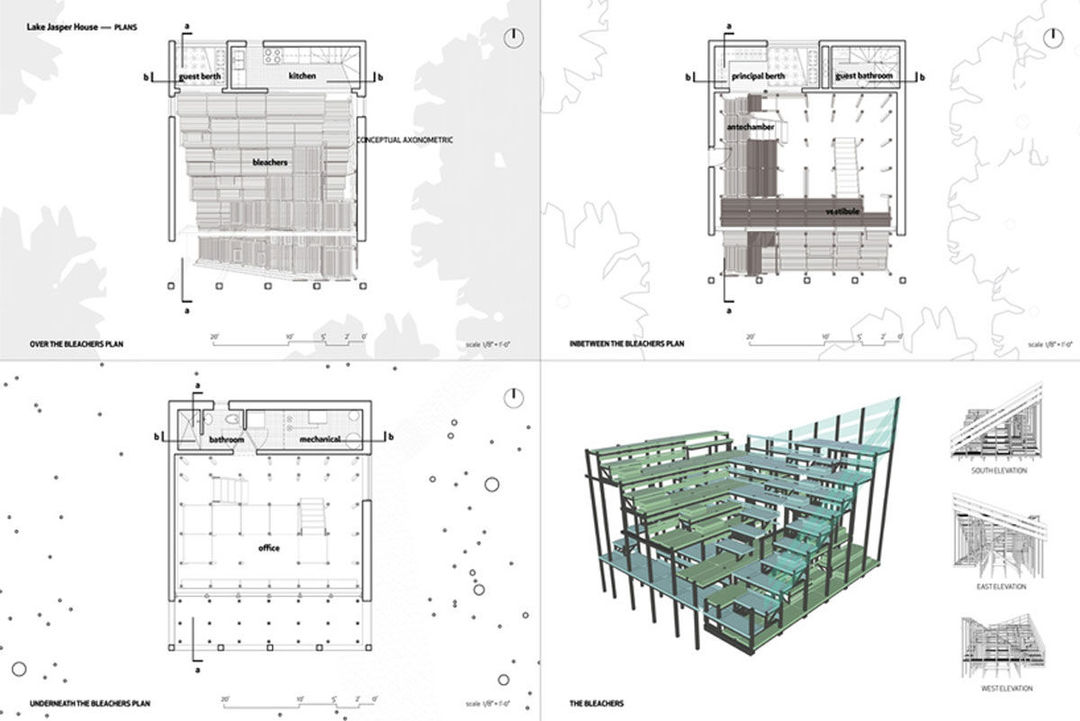 Lake Jasper House — PLANS
a
b guest berth kitchen b
CONCEPTUAL AXONOMETRIC
bleachers
a
20' 10' 5' 2' 0'
OVER THE BLEACHERS PLAN
scale 1/8" = 1'-0"
a
b principal berth guest bathroom b
antechamber
vestibule
a
20' 10' 5' 2' 0'
INBETWEEN THE BLEACHERS PLAN
scale 1/8" = 1'-0"
a
b bathroom mechanical b
office
a
20' 10' 5' 2' 0'
UNDERNEATH THE BLEACHERS PLAN
scale 1/8" = 1'-0"
SOUTH ELEVATION
EAST ELEVATION
WEST ELEVATION
THE BLEACHERS